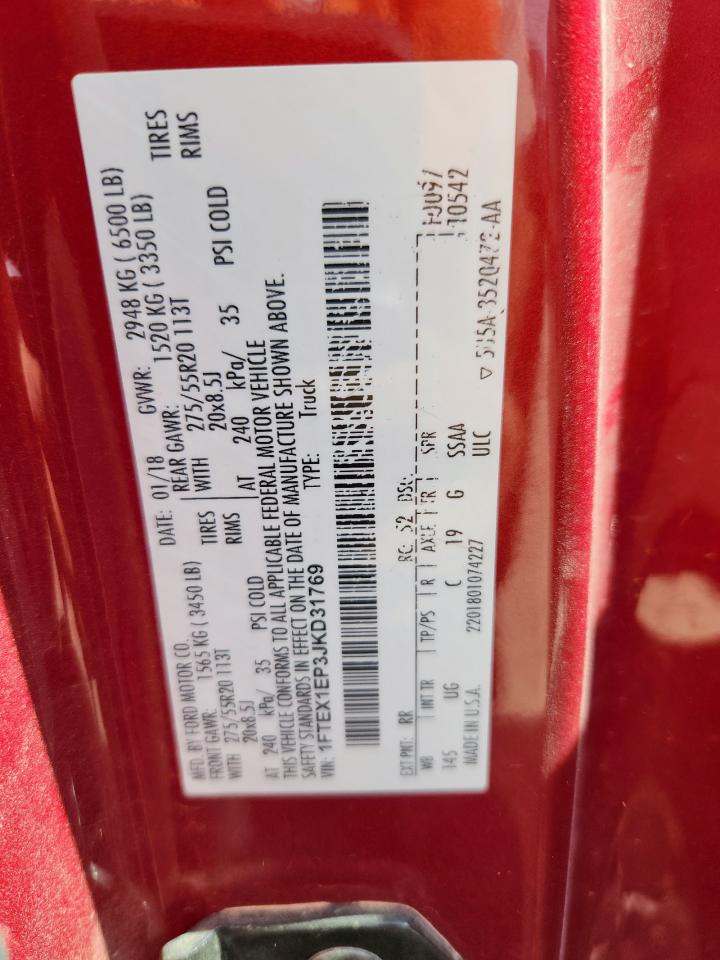 MFD. BY FORD MOTOR CO.
DATE: 01/18
GVWR: 2948 KG ( 6500 LB)
FRONT GAWR: 1565 KG ( 3450 LB)
REAR GAWR: 1520 KG ( 3350 LB)
WITH 275/55R20 113T TIRES
WITH 275/55R20 113T TIRES
20x8.5J RIMS
20x8.5J RIMS
AT 240 kPa/ 35 PSI COLD
AT 240 kPa/ 35 PSI COLD
THIS VEHICLE CONFORMS TO ALL APPLICABLE FEDERAL MOTOR VEHICLE
SAFETY STANDARDS IN EFFECT ON THE DATE OF MANUFACTURE SHOWN ABOVE.
VIN: 1FTEX1EP3JKD31769
TYPE: Truck
EXT PNT: RR RC: 52 DSO:
WB INT TR TP/PS R AXLE TR SPR
145 UG C 19 G SSAA
10542
MADE IN U.S.A. 2201801074227 ULC